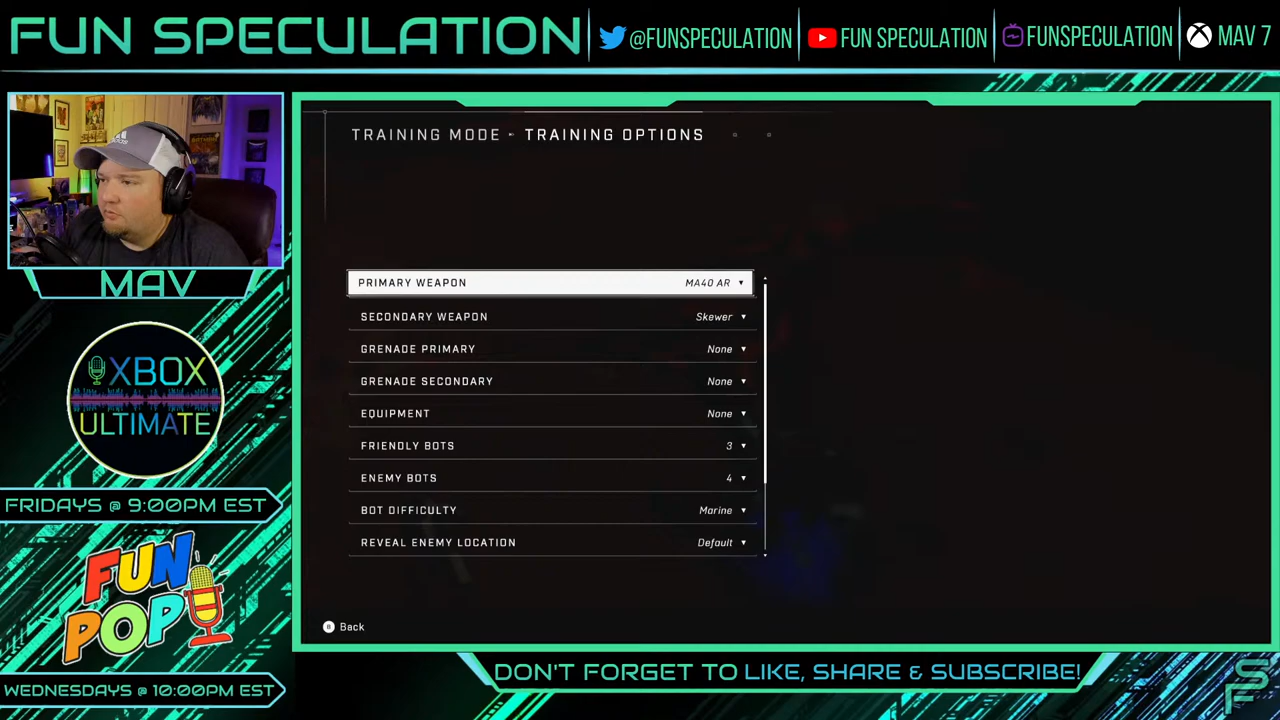 FUN SPECULATION
@FUNSPECULATION
FUN SPECULATION
FUNSPECULATION
MAV 7
TRAINING MODE - TRAINING OPTIONS
PRIMARY WEAPON MA40 AR
SECONDARY WEAPON Skewer
GRENADE PRIMARY None
GRENADE SECONDARY None
EQUIPMENT None
FRIENDLY BOTS 3
ENEMY BOTS 4
BOT DIFFICULTY Marine
REVEAL ENEMY LOCATION Default
Back
MAV
XBOX
ULTIMATE
FRIDAYS @ 9:00PM EST
FUN
POP
WEDNESDAYS @ 10:00PM EST
DON'T FORGET TO LIKE, SHARE & SUBSCRIBE!
SF